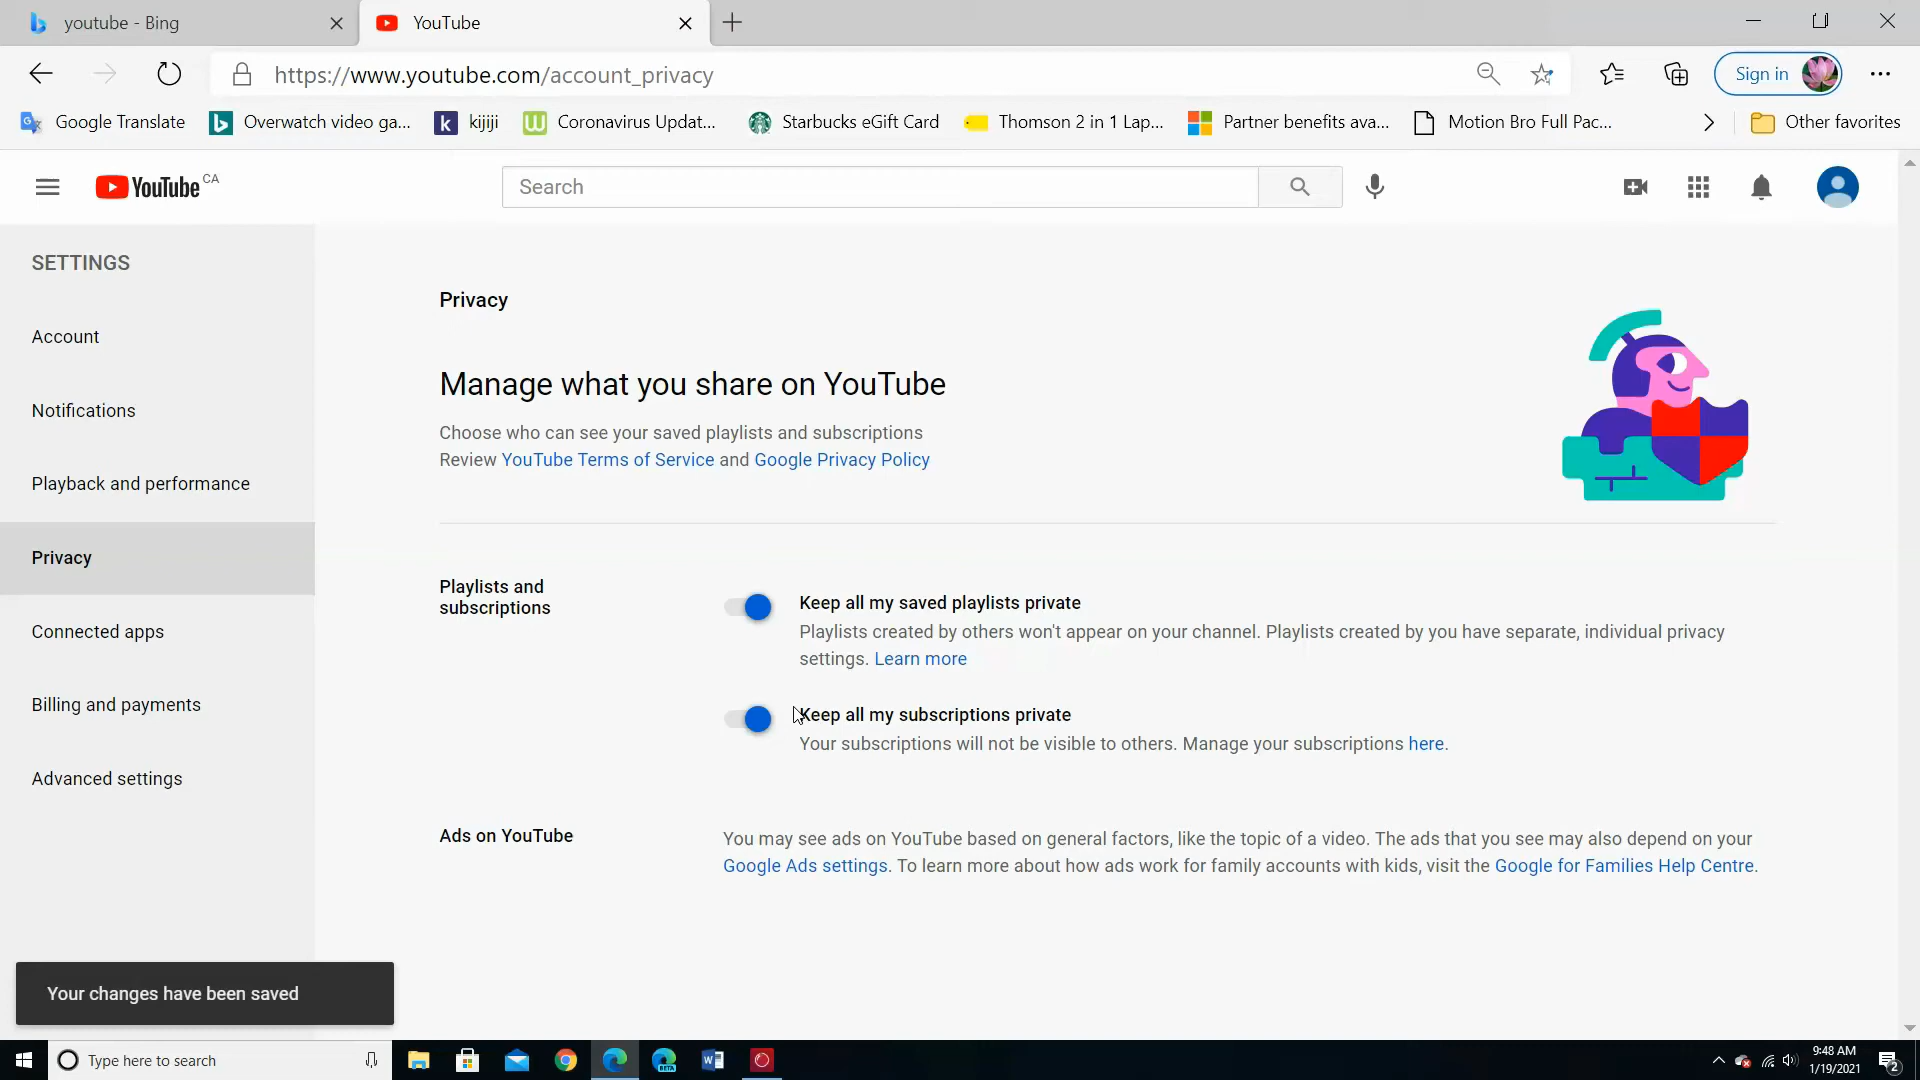 youtube - Bing
YouTube
https://www.youtube.com/account_privacy
Sign in
Google Translate
Overwatch video ga...
kijiji
Coronavirus Updat...
Starbucks eGift Card
Thomson 2 in 1 Lap...
Partner benefits ava...
Motion Bro Full Pac...
Other favorites
YouTube CA
Search
SETTINGS
Account
Notifications
Playback and performance
Privacy
Connected apps
Billing and payments
Advanced settings
Privacy
Manage what you share on YouTube
Choose who can see your saved playlists and subscriptions
Review YouTube Terms of Service and Google Privacy Policy
Playlists and
subscriptions
Keep all my saved playlists private
Playlists created by others won't appear on your channel. Playlists created by you have separate, individual privacy
settings. Learn more
Keep all my subscriptions private
Your subscriptions will not be visible to others. Manage your subscriptions here.
Ads on YouTube
You may see ads on YouTube based on general factors, like the topic of a video. The ads that you see may also depend on your
Google Ads settings. To learn more about how ads work for family accounts with kids, visit the Google for Families Help Centre.
Your changes have been saved
Type here to search
BETA
9:48 AM
1/19/2021
2